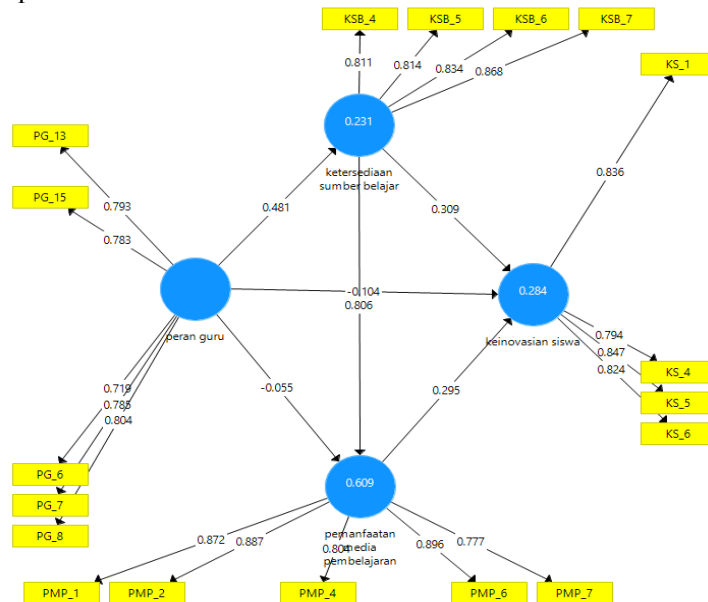 KSB_4
KSB_5
KSB_6
KSB_7
0.811
0.814
0.834
0.868
KS_1
0.231
ketersediaan
sumber belajar
PG_13
PG_15
0.793
0.783
0.481
0.309
0.836
peran guru
-0.104
0.806
0.284
keinovasian siswa
0.794
0.847
0.824
KS_4
KS_5
KS_6
-0.055
0.295
0.719
0.785
0.804
PG_6
PG_7
PG_8
0.609
pemanfaatan
media
pembelajaran
0.872
0.887
0.804
0.896
0.777
PMP_1
PMP_2
PMP_4
PMP_6
PMP_7